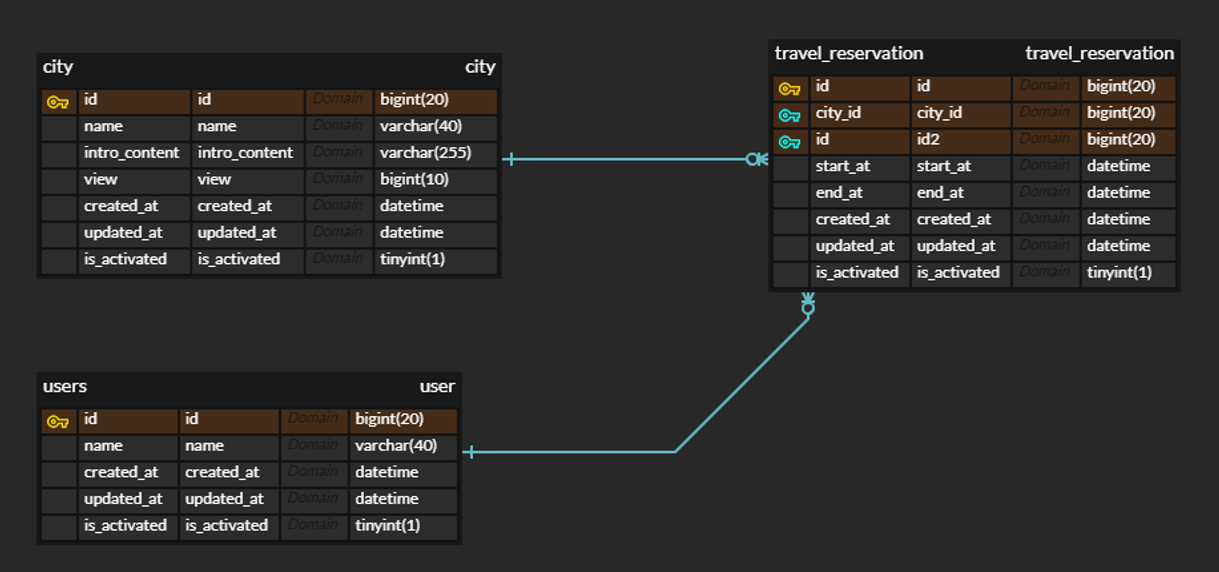 city city
id id Domain bigint(20)
name name Domain varchar(40)
intro_content intro_content Domain varchar(255)
view view Domain bigint(10)
created_at created_at Domain datetime
updated_at updated_at Domain datetime
is_activated is_activated Domain tinyint(1)
travel_reservation travel_reservation
id id Domain bigint(20)
city_id city_id Domain bigint(20)
id id2 Domain bigint(20)
start_at start_at Domain datetime
end_at end_at Domain datetime
created_at created_at Domain datetime
updated_at updated_at Domain datetime
is_activated is_activated Domain tinyint(1)
users user
id id Domain bigint(20)
name name Domain varchar(40)
created_at created_at Domain datetime
updated_at updated_at Domain datetime
is_activated is_activated Domain tinyint(1)